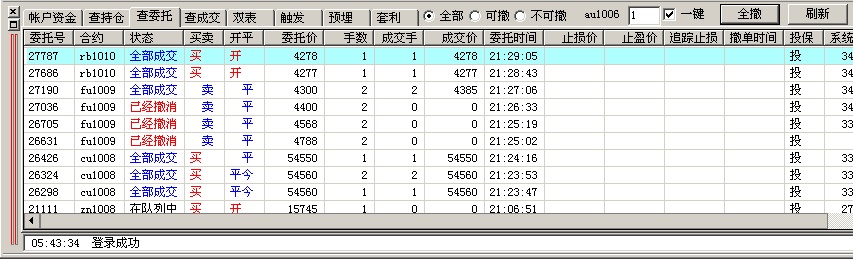 帐户资金 查持仓 查委托 查成交 双表 触发 预埋 套利 全部 可撤 不可撤 au1006 1 一键 全撤 刷新
委托号 合约 状态 买卖 开平 委托价 手数 成交手 成交价 委托时间 止损价 止盈价 追踪止损 撤单时间 投保 系统
27787 rb1010 全部成交 买 开 4278 1 1 4278 21:29:05 投 34
27686 rb1010 全部成交 买 开 4277 1 1 4277 21:28:43 投 34
27190 fu1009 全部成交 卖 平 4300 2 2 4385 21:27:06 投 34
27036 fu1009 已经撤消 卖 平 4400 2 0 0 21:26:33 投 34
26705 fu1009 已经撤消 卖 平 4568 2 0 0 21:25:19 投 33
26631 fu1009 已经撤消 卖 平 4788 2 0 0 21:25:02 投
26426 cu1008 全部成交 买 平 54550 1 1 54550 21:24:16 投 33
26324 cu1008 全部成交 买 平今 54560 2 2 54560 21:23:53 投 33
26298 cu1008 全部成交 买 平今 54560 1 1 54560 21:23:47 投 33
21111 zn1008 在队列中 买 开 15745 1 0 0 21:06:51 投 27
05:43:34 登录成功